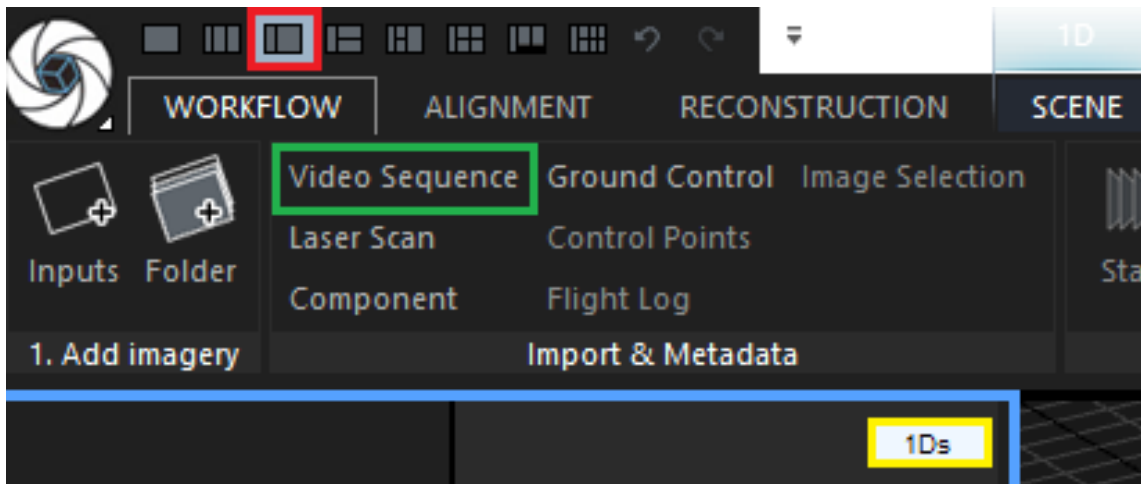 1D
WORKFLOW ALIGNMENT RECONSTRUCTION SCENE
Video Sequence Ground Control Image Selection
Laser Scan Control Points
Inputs Folder Component Flight Log Sta
1. Add imagery Import & Metadata
1Ds